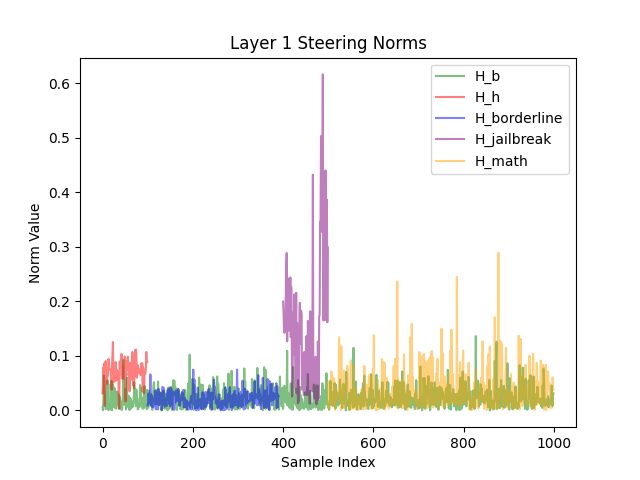 Layer 1 Steering Norms
H_b
H_h
H_borderline
H_jailbreak
H_math
Norm Value
0.6
0.5
0.4
0.3
0.2
0.1
0.0
0 200 400 600 800 1000
Sample Index